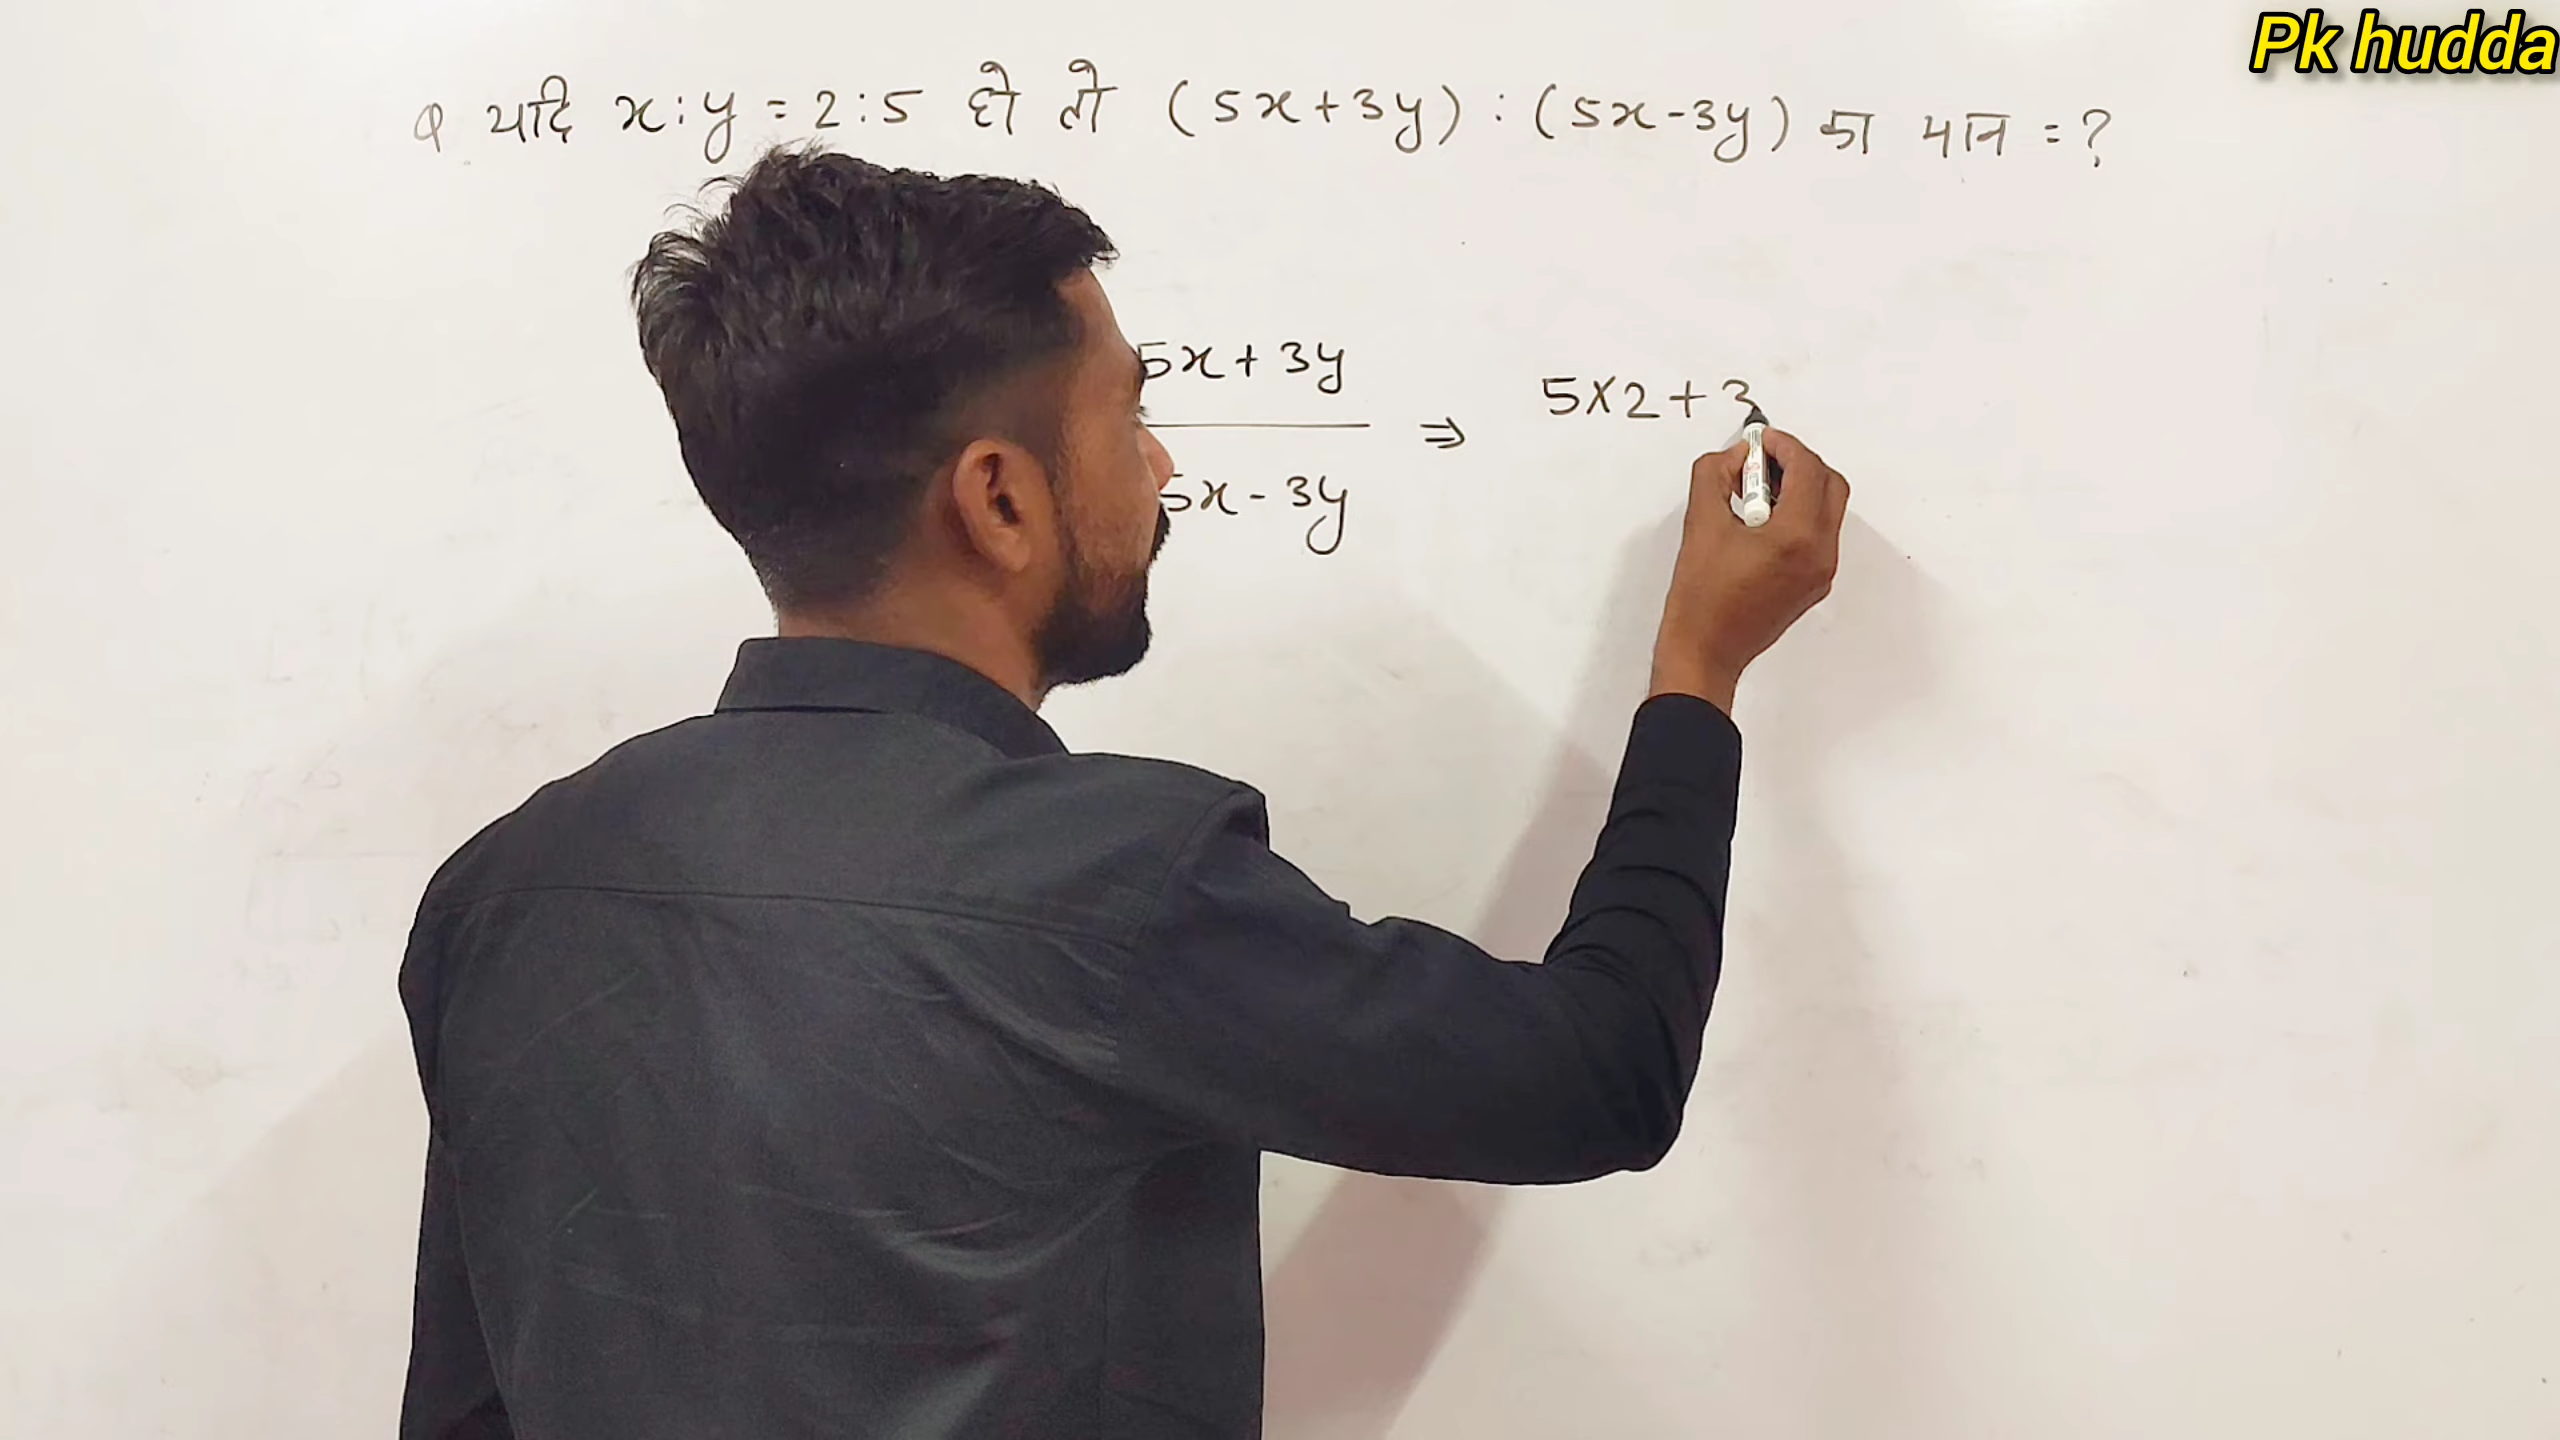 Pk hudda
Q यदि x:y = 2:5 हो तो (5x+3y) : (5x-3y) का मान = ?
5x + 3y ⇒ 5×2+3
5x - 3y